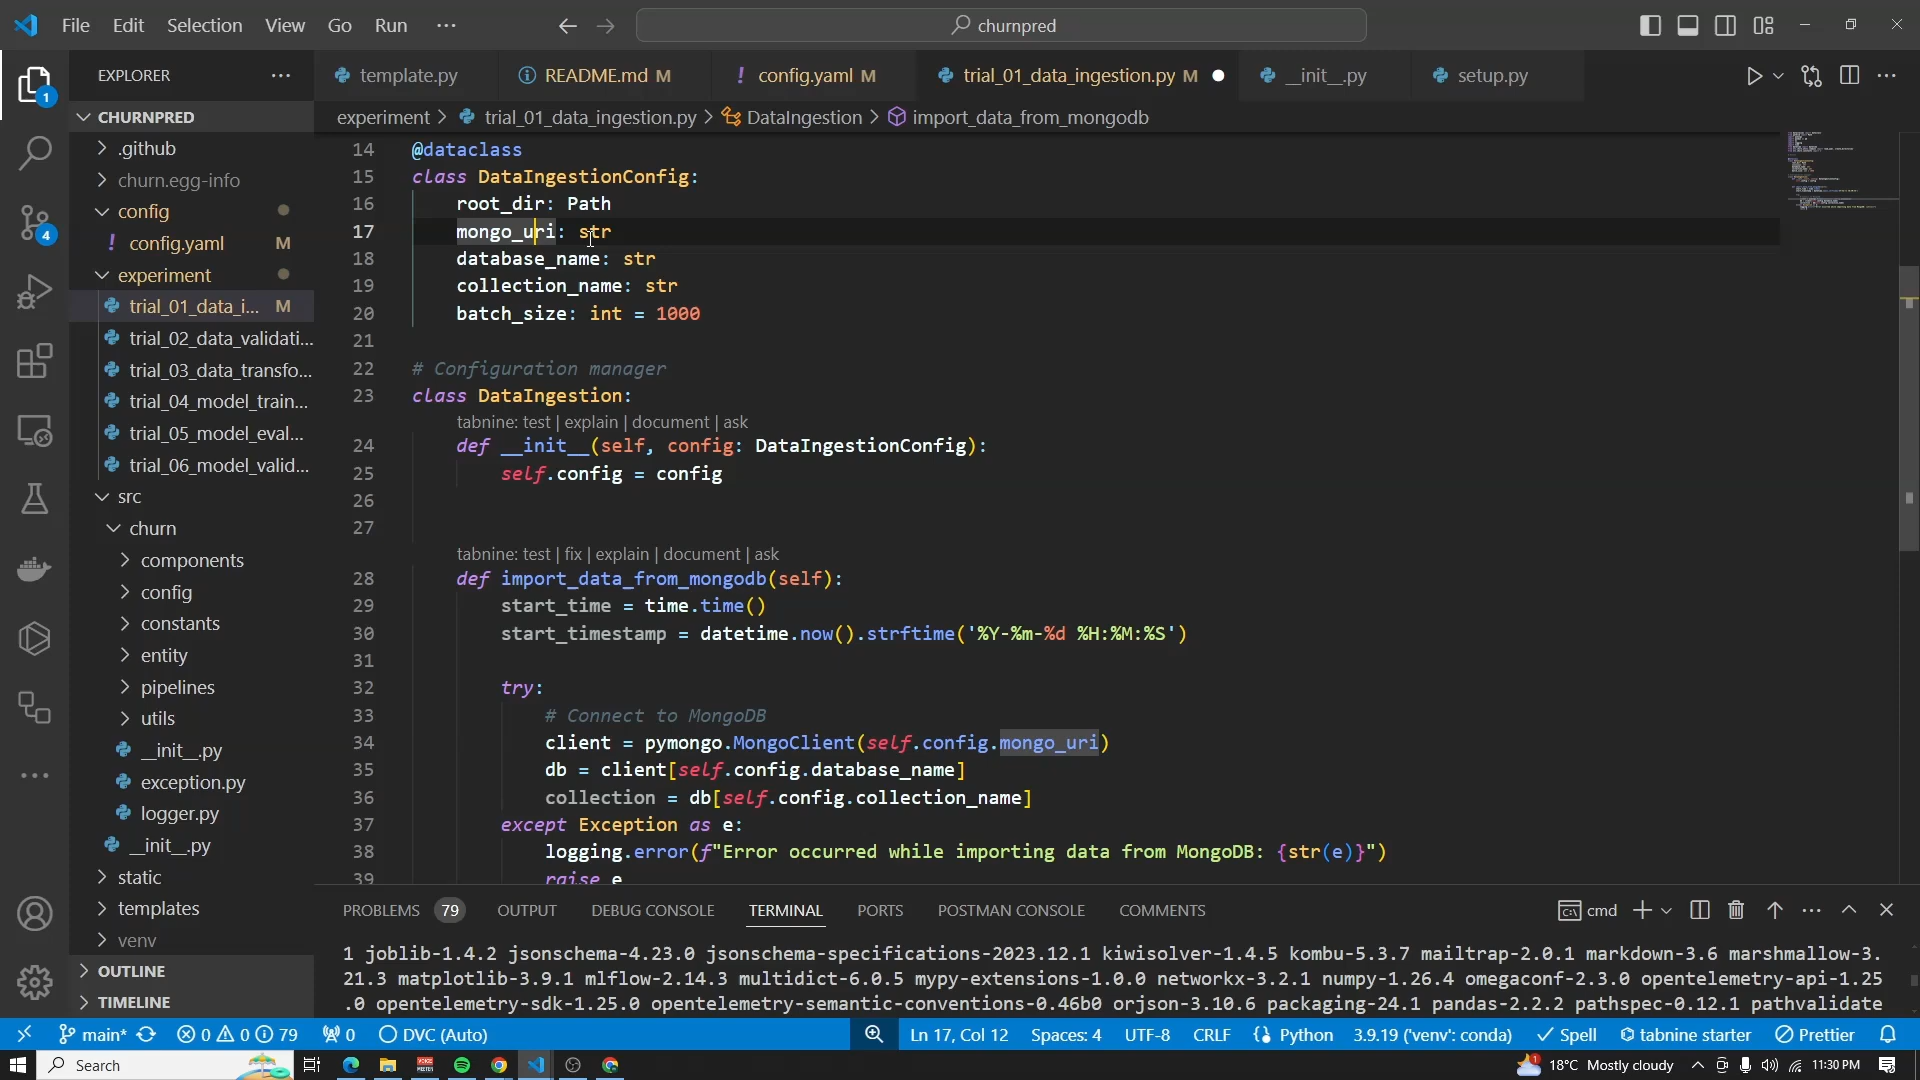 File Edit Selection View Go Run ···
churnpred
EXPLORER ···
template.py
README.md M
! config.yaml M
trial_01_data_ingestion.py M
__init__.py
setup.py
experiment > trial_01_data_ingestion.py > DataIngestion > import_data_from_mongodb
CHURNPRED
.github
churn.egg-info
config
! config.yaml M
experiment
trial_01_data_i... M
trial_02_data_validati...
trial_03_data_transfo...
trial_04_model_train...
trial_05_model_eval...
trial_06_model_valid...
src
churn
components
config
constants
entity
pipelines
utils
__init__.py
exception.py
logger.py
__init__.py
static
templates
venv
OUTLINE
TIMELINE
1
4
14 @dataclass
15 class DataIngestionConfig:
16 root_dir: Path
17 mongo_uri: str
18 database_name: str
19 collection_name: str
20 batch_size: int = 1000
21
22 # Configuration manager
23 class DataIngestion:
tabnine: test | explain | document | ask
24 def __init__(self, config: DataIngestionConfig):
25 self.config = config
26
27
tabnine: test | fix | explain | document | ask
28 def import_data_from_mongodb(self):
29 start_time = time.time()
30 start_timestamp = datetime.now().strftime('%Y-%m-%d %H:%M:%S')
31
32 try:
33 # Connect to MongoDB
34 client = pymongo.MongoClient(self.config.mongo_uri)
35 db = client[self.config.database_name]
36 collection = db[self.config.collection_name]
37 except Exception as e:
38 logging.error(f"Error occurred while importing data from MongoDB: {str(e)}")
39 raise e
PROBLEMS 79 OUTPUT DEBUG CONSOLE TERMINAL PORTS POSTMAN CONSOLE COMMENTS
cmd
1 joblib-1.4.2 jsonschema-4.23.0 jsonschema-specifications-2023.12.1 kiwisolver-1.4.5 kombu-5.3.7 mailtrap-2.0.1 markdown-3.6 marshmallow-3.
21.3 matplotlib-3.9.1 mlflow-2.14.3 multidict-6.0.5 mypy-extensions-1.0.0 networkx-3.2.1 numpy-1.26.4 omegaconf-2.3.0 opentelemetry-api-1.25
.0 opentelemetry-sdk-1.25.0 opentelemetry-semantic-conventions-0.46b0 orjson-3.10.6 packaging-24.1 pandas-2.2.2 pathspec-0.12.1 pathvalidate
main* 0 0 79 0 DVC (Auto) Ln 17, Col 12 Spaces: 4 UTF-8 CRLF Python 3.9.19 ('venv': conda) Spell tabnine starter Prettier
Search
1
18°C Mostly cloudy
11:30 PM